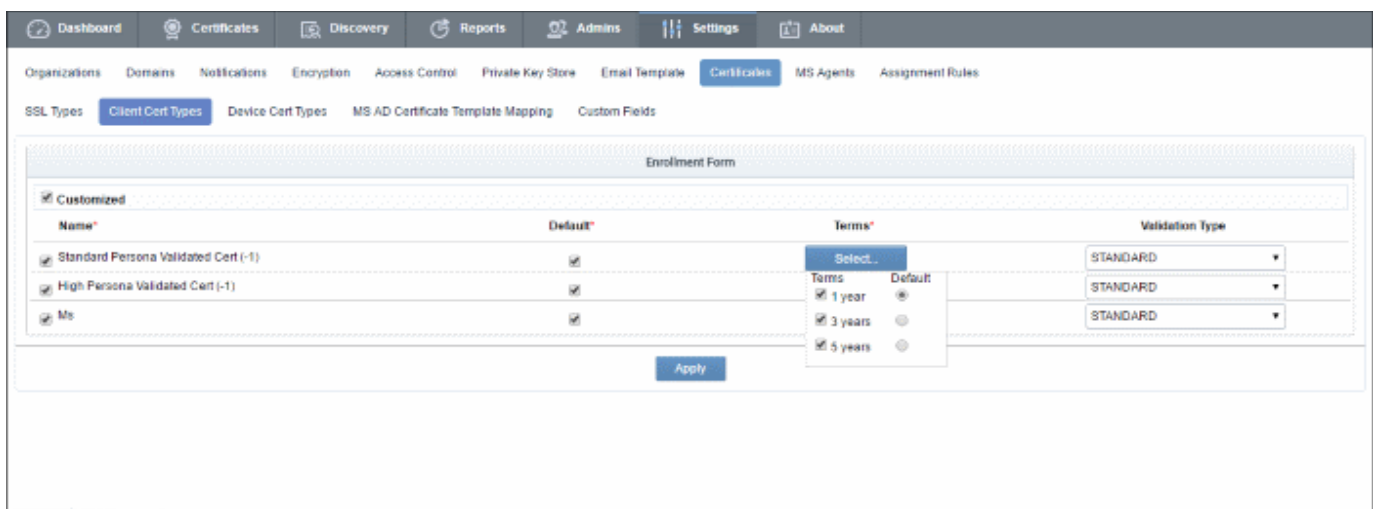 Dashboard Certificates Discovery Reports Admins Settings About
Organizations Domains Notifications Encryption Access Control Private Key Store Email Template Certificates MS Agents Assignment Rules
SSL Types Client Cert Types Device Cert Types MS AD Certificate Template Mapping Custom Fields
Enrollment Form
Customized
Name* Default* Terms* Validation Type
Standard Persona Validated Cert (-1) Select... STANDARD
Terms Default
High Persona Validated Cert (-1) 1 year STANDARD
Ms 3 years STANDARD
5 years
Apply